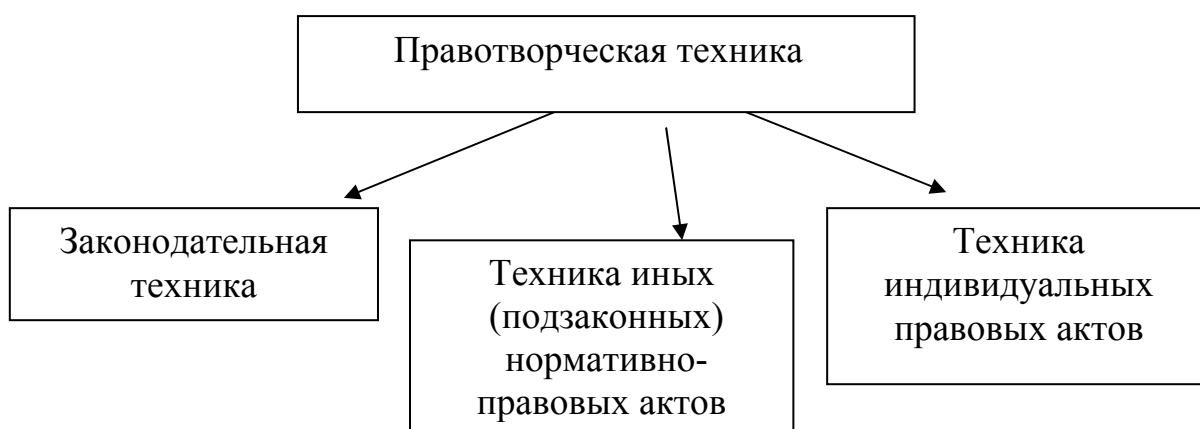 Правотворческая техника
Законодательная
техника
Техника иных
(подзаконных)
нормативно-
правовых актов
Техника
индивидуальных
правовых актов